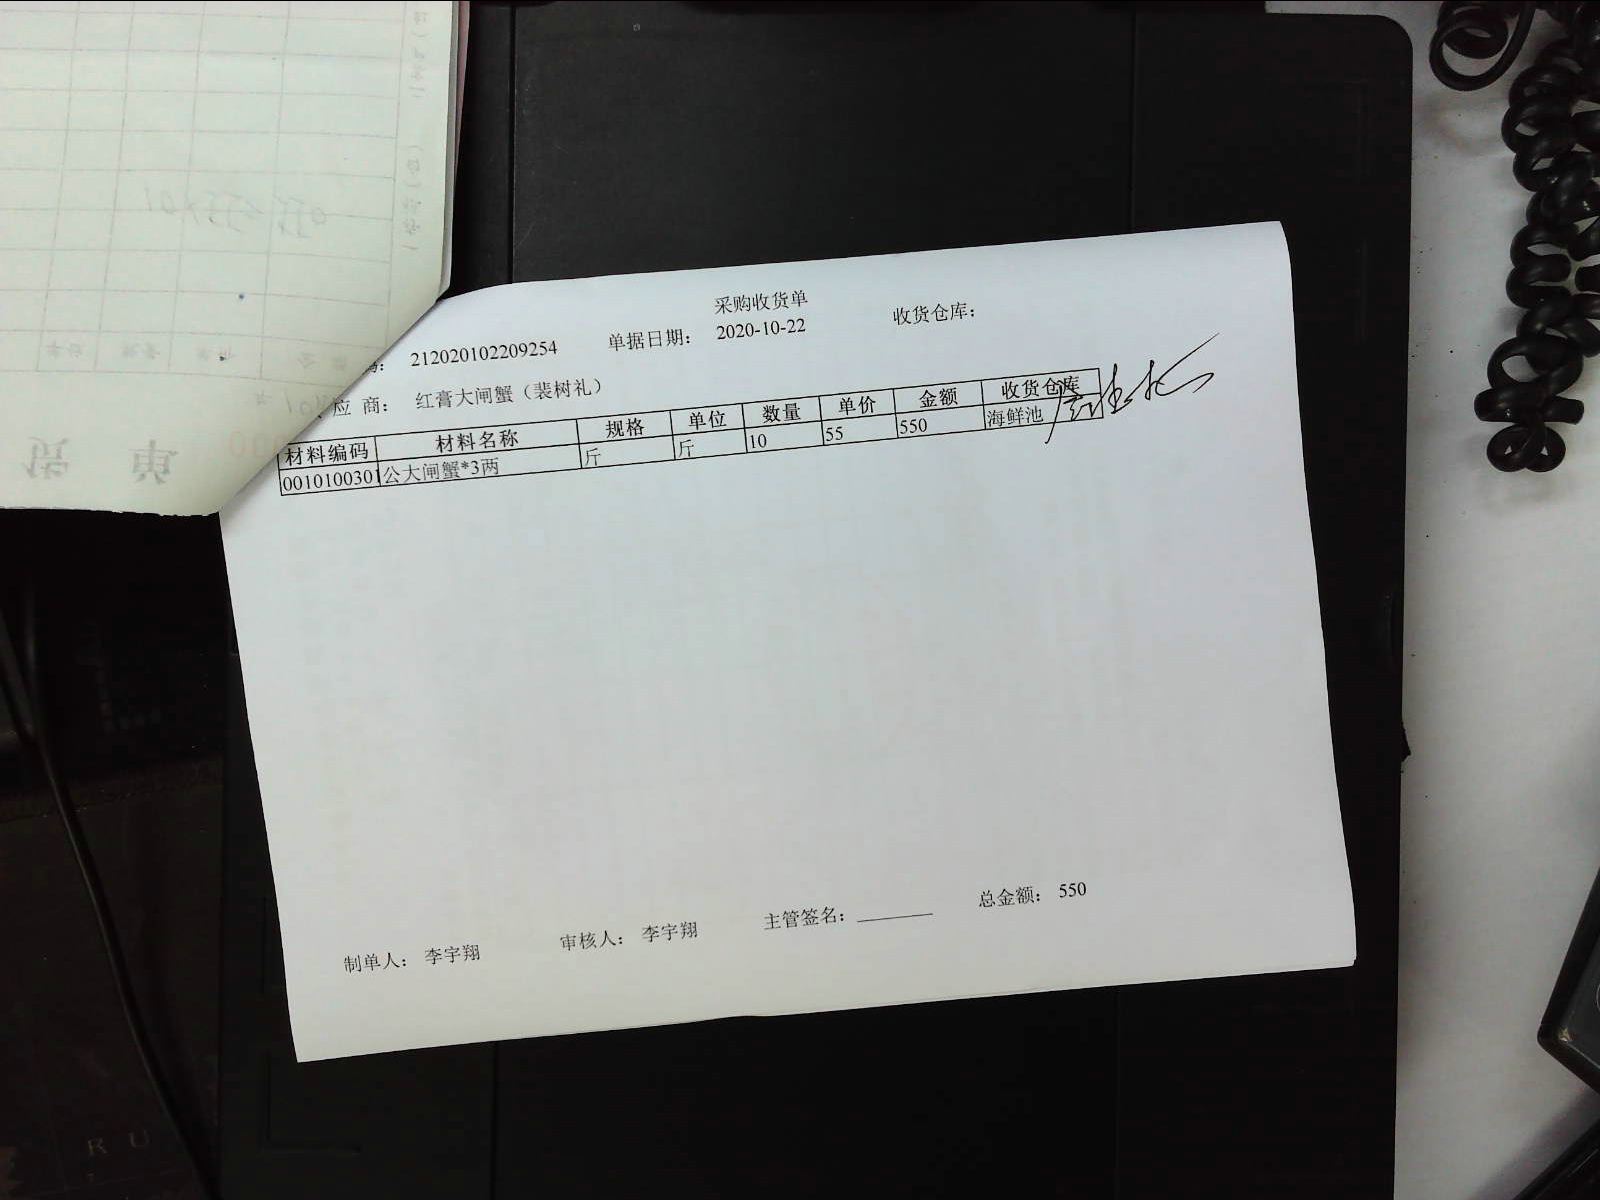 采购收货单
码： 212020102209254 单据日期： 2020-10-22 收货仓库：
应 商： 红膏大闸蟹（裴树礼）
材料编码 材料名称 规格 单位 数量 单价 金额 收货仓库
0010100301 公大闸蟹*3两 斤 斤 10 55 550 海鲜池
制单人： 李宇翔 审核人： 李宇翔 主管签名： 总金额： 550
货 单
R U